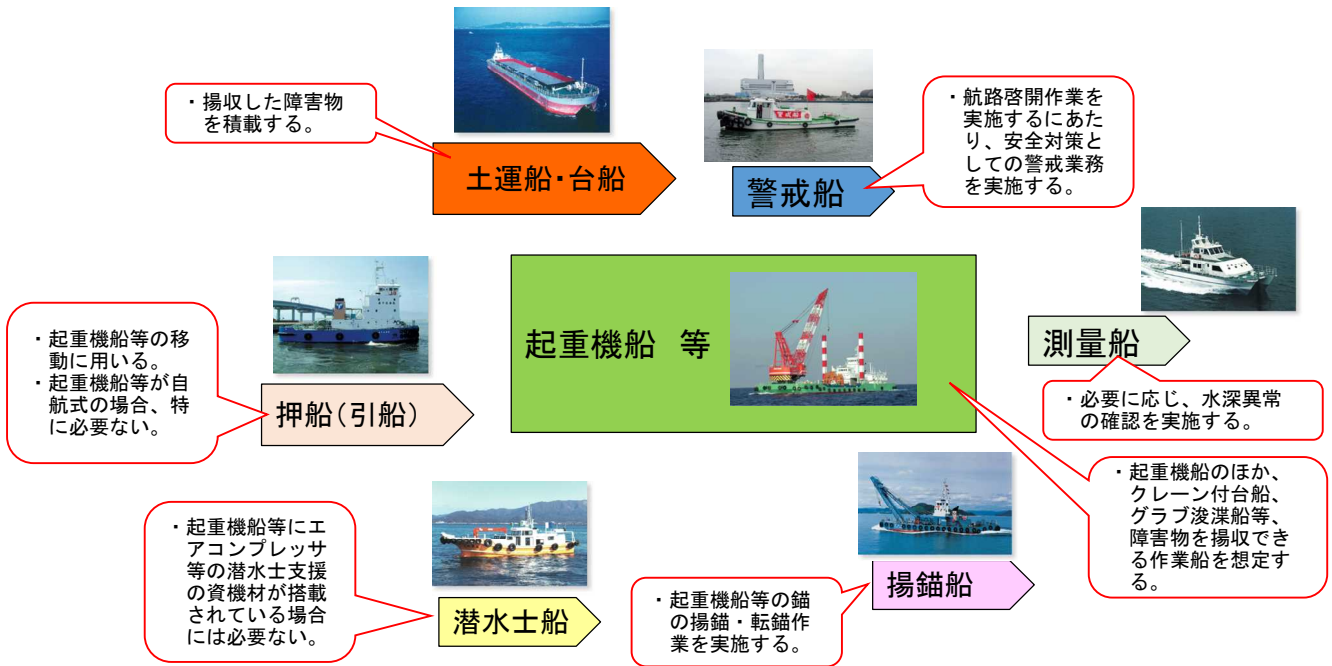 ・揚収した障害物
を積載する。
土運船・台船
警戒船
・航路啓開作業を
実施するにあた
り、安全対策と
しての警戒業務
を実施する。
・起重機船等の移
動に用いる。
・起重機船等が自
航式の場合、特
に必要ない。
押船(引船)
起重機船 等
測量船
・必要に応じ、水深異常
の確認を実施する。
・起重機船のほか、
クレーン付台船、
グラブ浚渫船等、
障害物を揚収でき
る作業船を想定す
る。
・起重機船等にエ
アコンプレッサ
等の潜水士支援
の資機材が搭載
されている場合
には必要ない。
潜水士船
・起重機船等の錨
の揚錨・転錨作
業を実施する。
揚錨船
警戒船